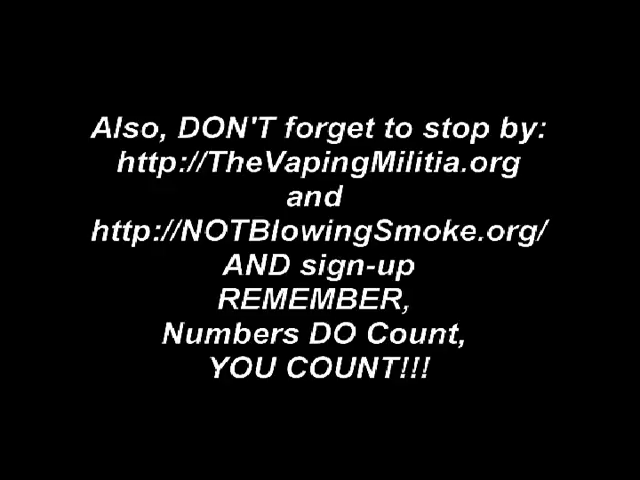 Also, DON'T forget to stop by:
http://TheVapingMilitia.org
and
http://NOTBlowingSmoke.org/
AND sign-up
REMEMBER,
Numbers DO Count,
YOU COUNT!!!